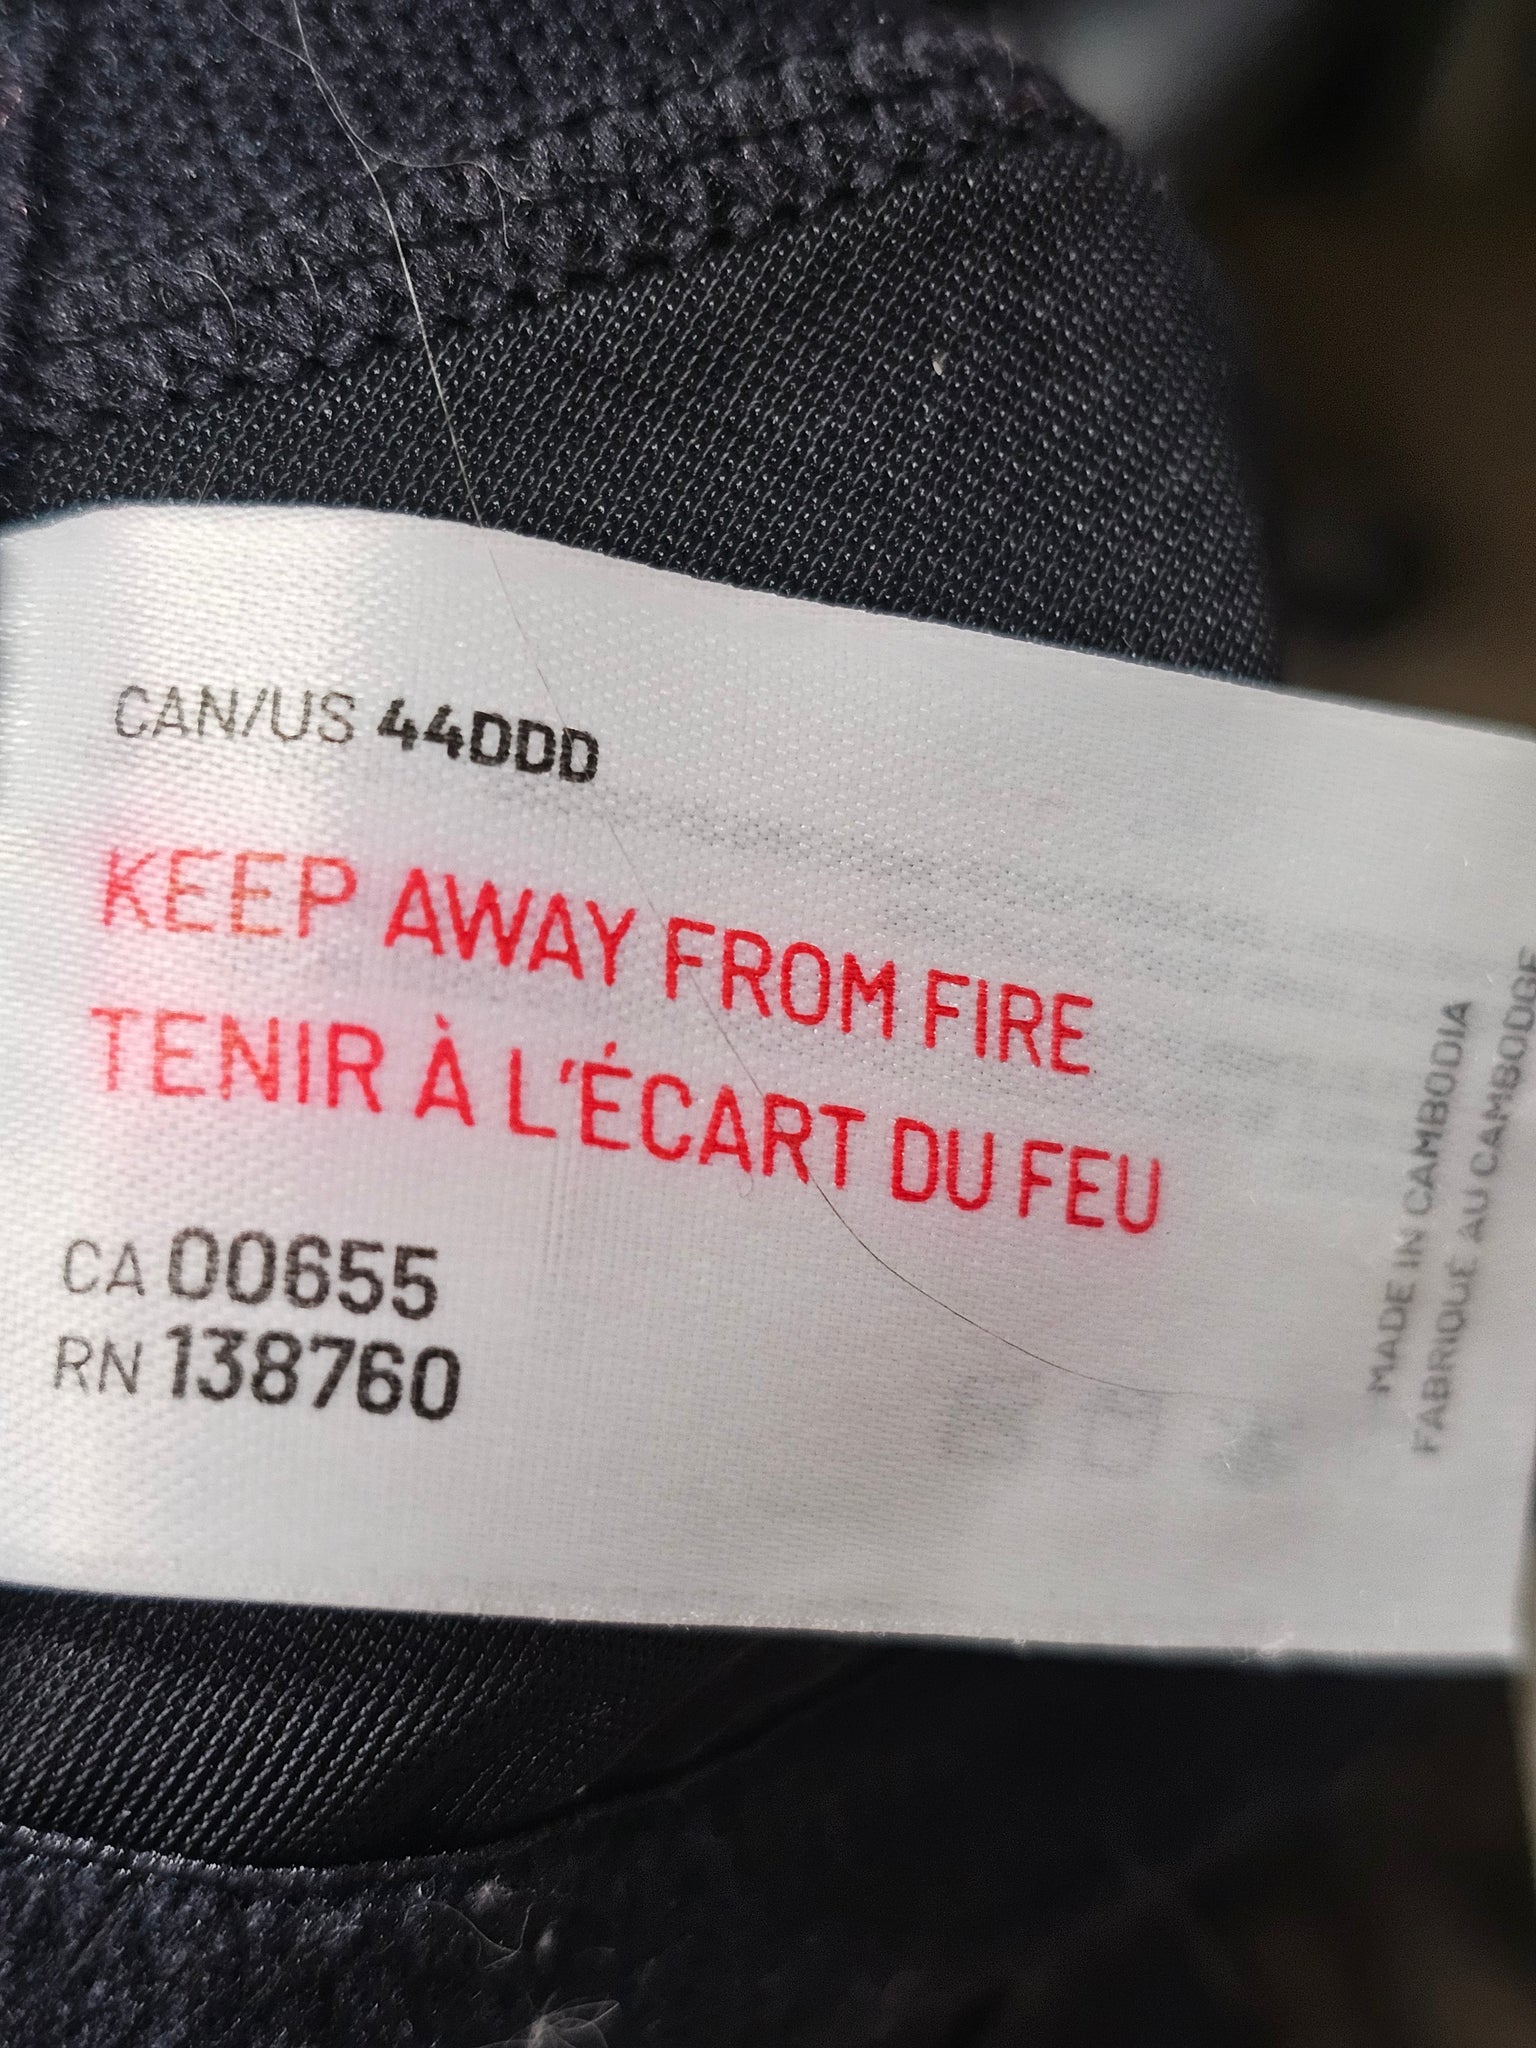 CAN/US 44DDD
KEEP AWAY FROM FIRE
TENIR À L'ÉCART DU FEU
CA 00655
RN 138760
MADE IN CAMBODIA
FABRIQUÉ AU CAMBODGE